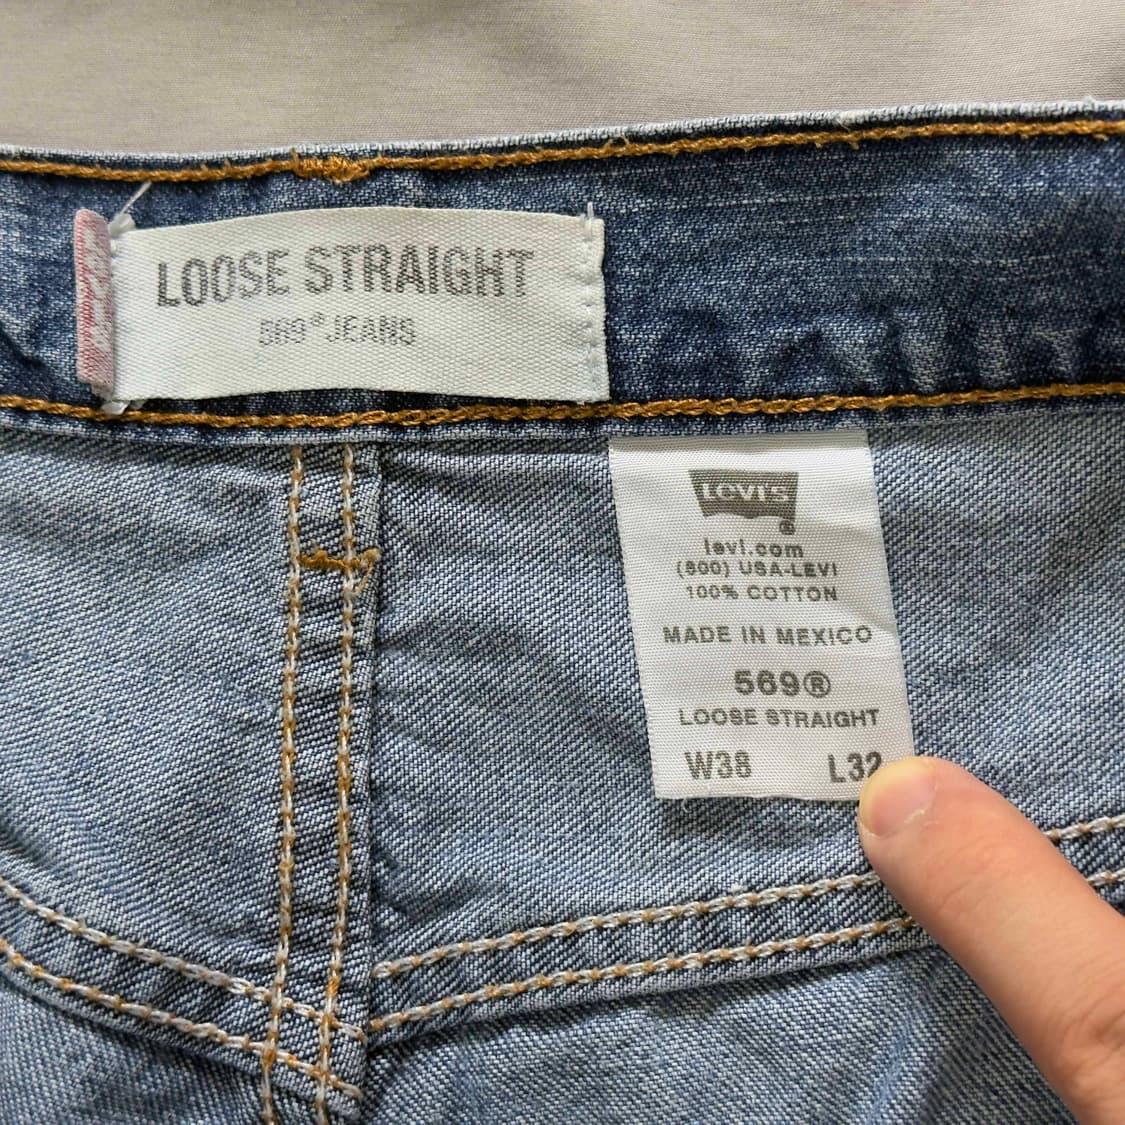 LOOSE STRAIGHT
569® JEANS
LEVI'S
levi.com
(800) USA-LEVI
100% COTTON
MADE IN MEXICO
569®
LOOSE STRAIGHT
W38 L32